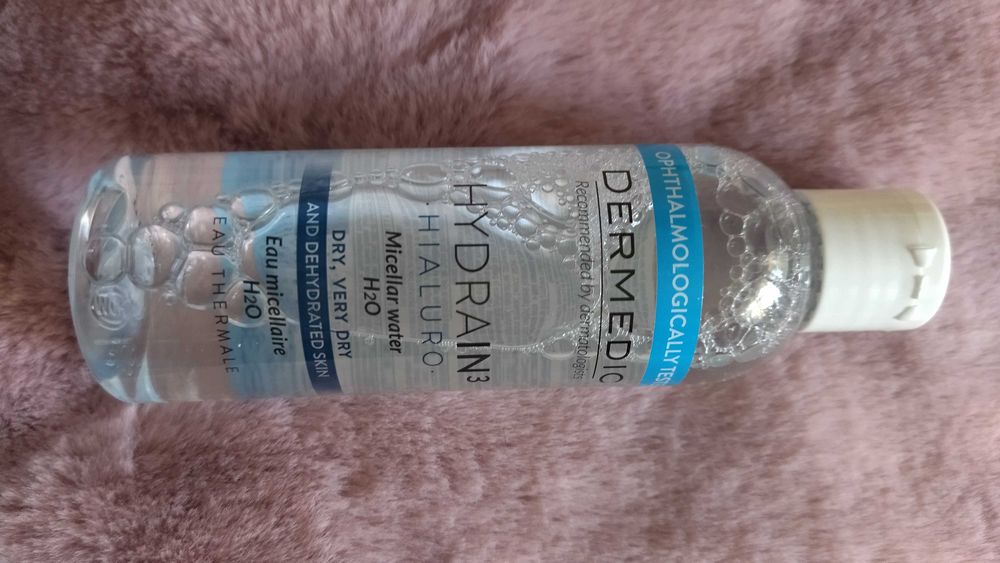 OPHTHALMOLOGICALLY
DERMEDIC
Recommended by dermatologists
HYDRAIN³
·HIALURO·
Micellar water
H2O
DRY, VERY DRY
AND DEHYDRATED SKIN
Eau micellaire
H2O
EAU THERMALE